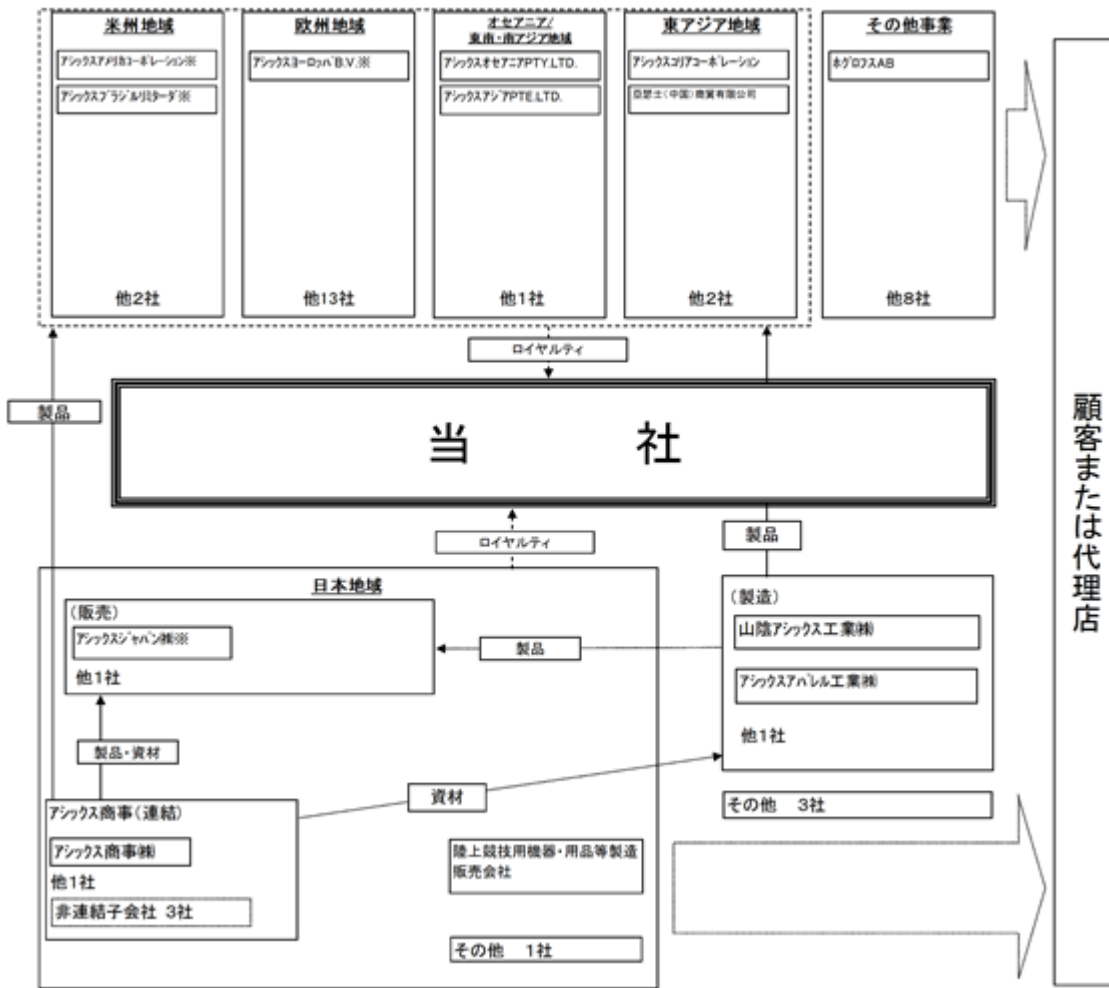 米州地域
アシックスアメリカコーポレーション※
アシックスブラジルリミターダ※
他2社
欧州地域
アシックスヨーロッパB.V.※
他13社
オセアニア/
東南・南アジア地域
アシックスオセアニアPTY.LTD.
アシックスアジアPTE.LTD.
他1社
東アジア地域
アシックスコリアコーポレーション
亞瑟士(中国)商貿有限公司
他2社
その他事業
ホグロフスAB
他8社
ロイヤルティ
製品
当 社
顧客または代理店
ロイヤルティ
製品
日本地域
(販売)
アシックスジャパン㈱※
他1社
製品
(製造)
山陰アシックス工業㈱
アシックスアパレル工業㈱
他1社
製品・資材
資材
その他 3社
アシックス商事(連結)
アシックス商事㈱
他1社
非連結子会社 3社
陸上競技用機器・用品等製造
販売会社
その他 1社